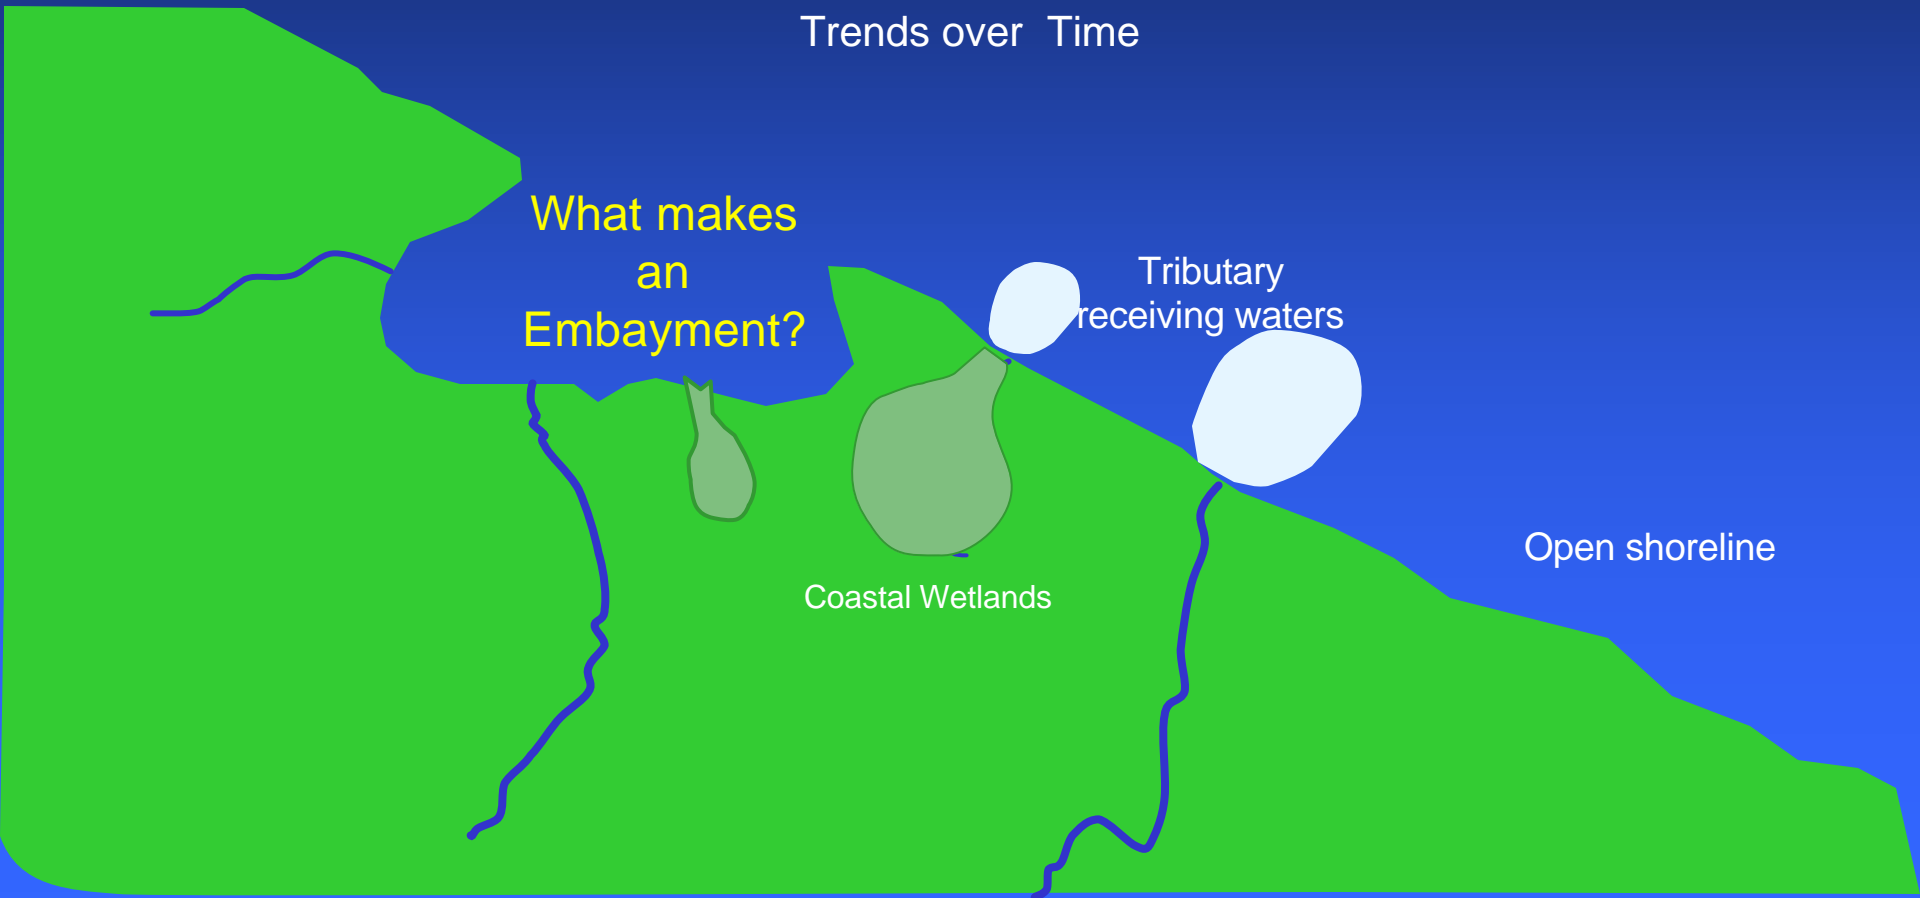 Trends over  Time
What makes
an
Embayment?
Tributary
receiving waters
Open shoreline
Coastal Wetlands